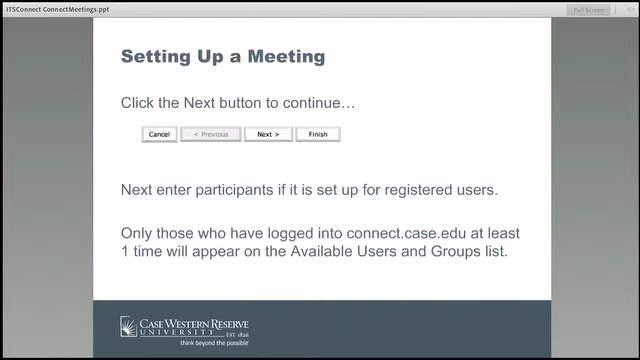 ITSConnect ConnectMeetings.ppt
Full Screen
Setting Up a Meeting
Click the Next button to continue…
Cancel
< Previous
Next >
Finish
Next enter participants if it is set up for registered users.
Only those who have logged into connect.case.edu at least
1 time will appear on the Available Users and Groups list.
CASE WESTERN RESERVE
UNIVERSITY EST. 1826
think beyond the possible